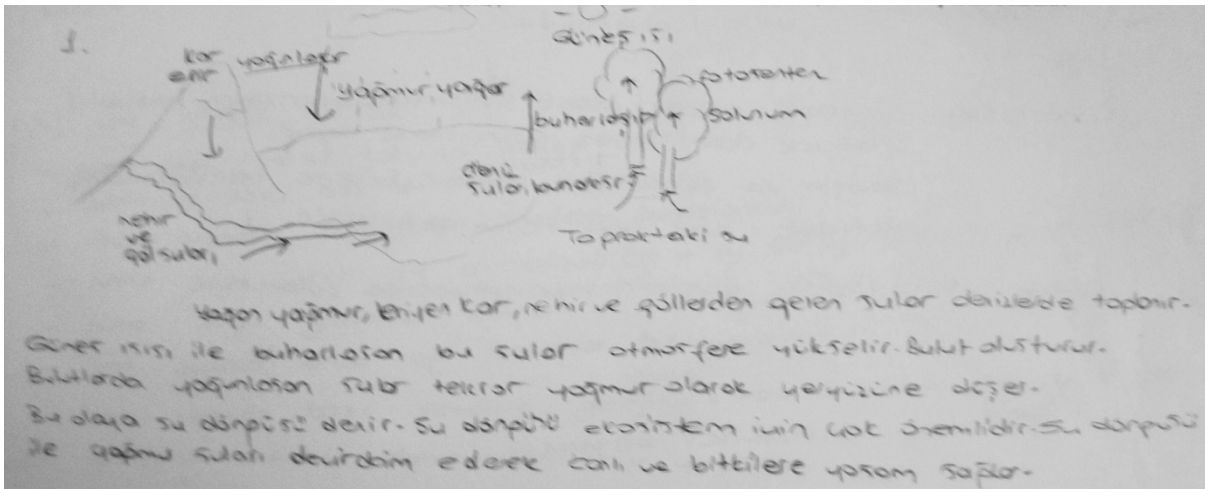 1.
Güneş ısı
kar yoğunlaşır
erir
yağmur yağar
fotosentez
buharlaşıp
solunum
deniz
suları
nehir
ve
göl suları
Topraktaki su
Yağan yağmur, eriyen kar, nehir ve göllerden gelen sular denizlerde toplanır.
Güneş ısısı ile buharlaşan bu sular atmosfere yükselir. Bulut oluşturur.
Bulutlarda yoğunlaşan sular tekrar yağmur olarak yeryüzüne düşer.
Bu olaya su döngüsü denir. Su döngüsü ekosistem için çok önemlidir. Su döngüsü
ile yağmur suları devirdaim ederek canlı ve bitkilere yaşam sağlar.